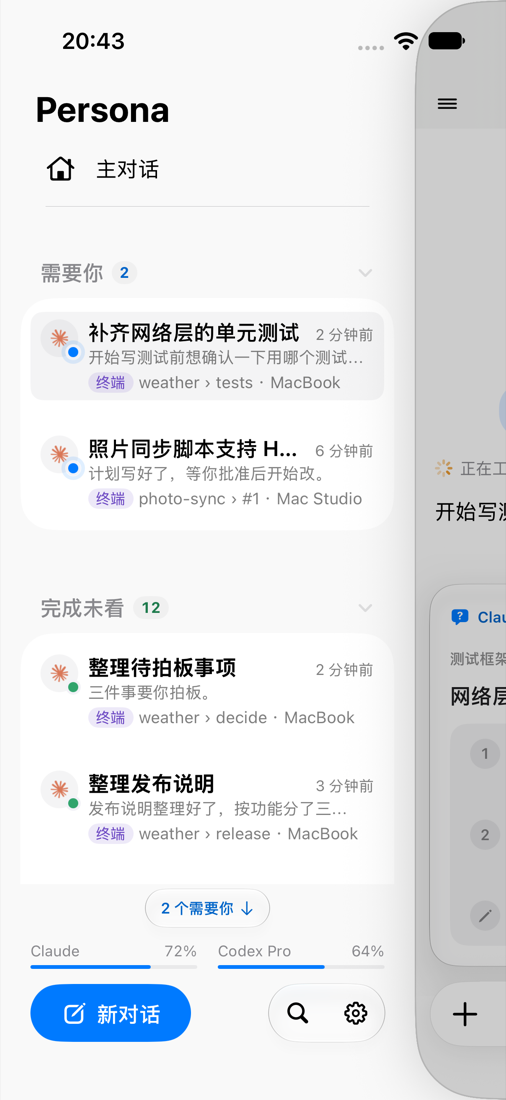 20:43
Persona
主对话
需要你 2
补齐网络层的单元测试 2 分钟前
开始写测试前想确认一下用哪个测试…
终端 weather › tests · MacBook
照片同步脚本支持 H... 6 分钟前
计划写好了，等你批准后开始改。
终端 photo-sync › #1 · Mac Studio
完成未看 12
整理待拍板事项 2 分钟前
三件事要你拍板。
终端 weather › decide · MacBook
整理发布说明 3 分钟前
发布说明整理好了，按功能分了三…
终端 weather › release · MacBook
2 个需要你 ↓
Claude 72% Codex Pro 64%
新对话
正在工
开始写测
Clau
测试框架
网络层
1
2